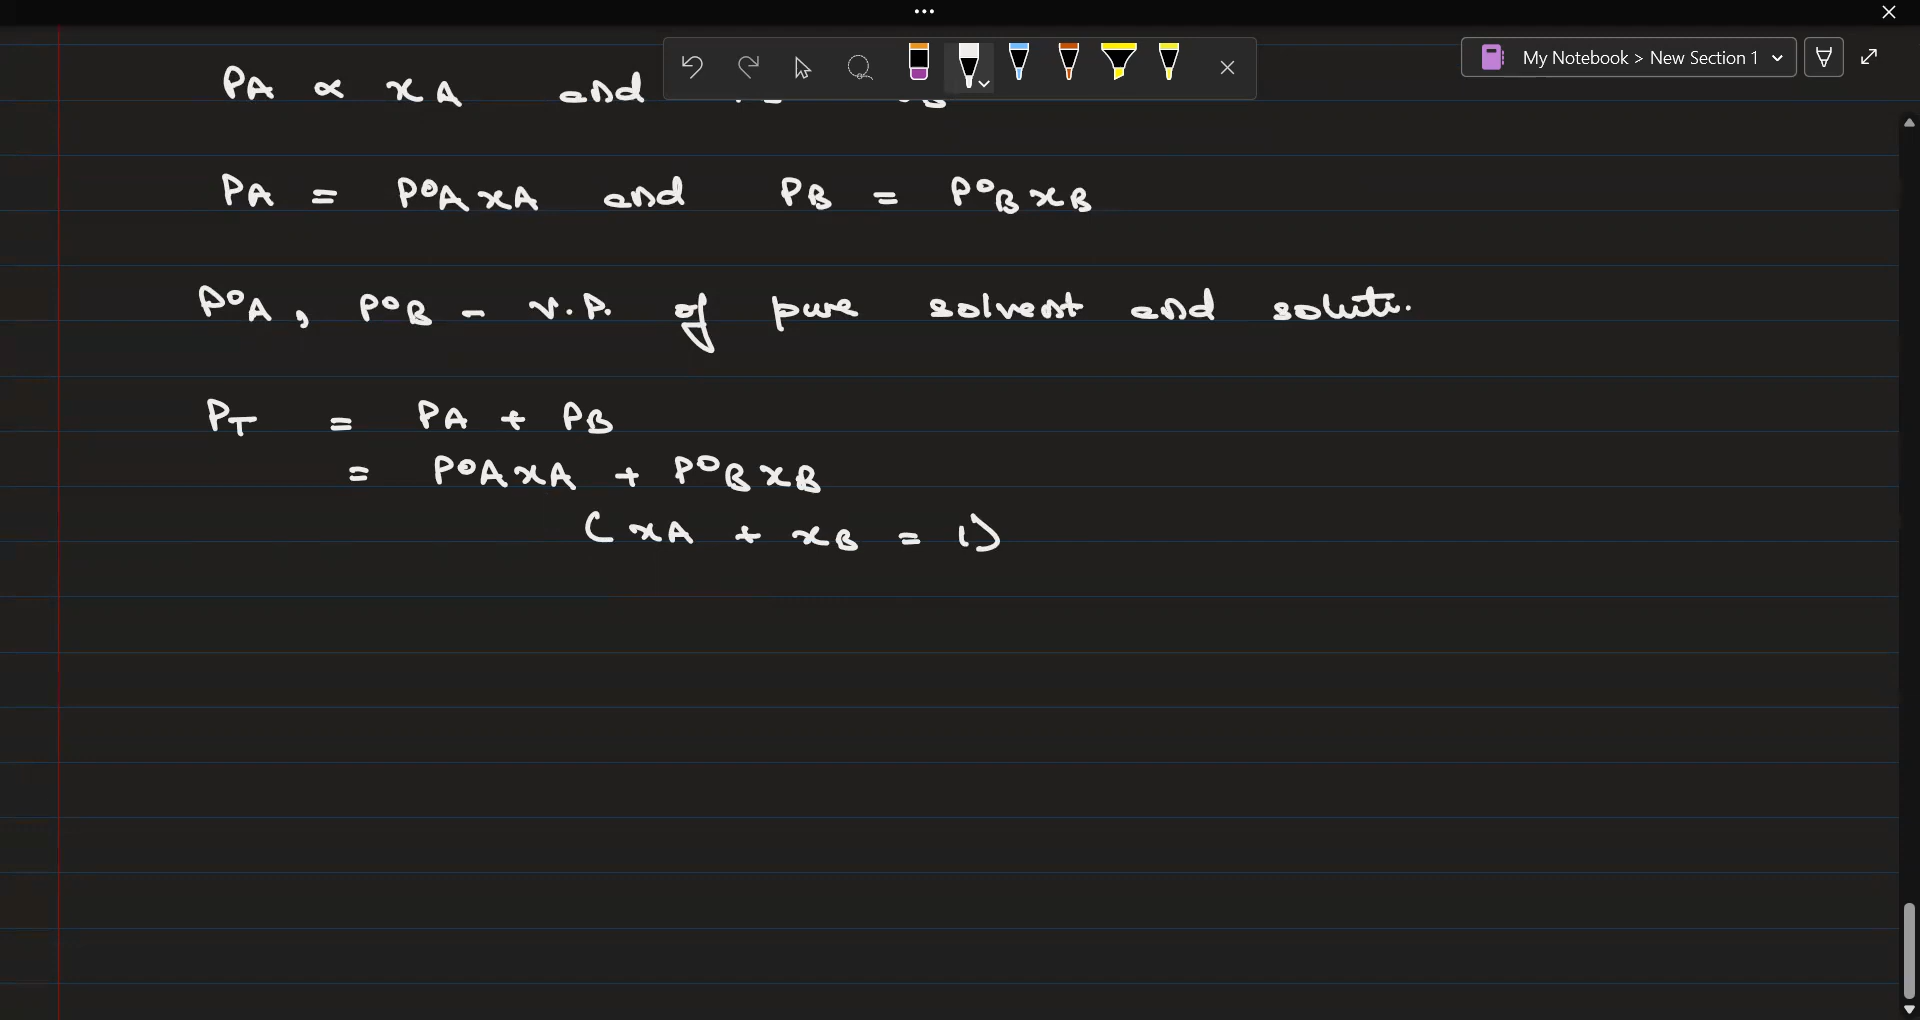 My Notebook > New Section 1
PA ∝ xA and
PA = P°A xA and PB = P°B xB
P°A, P°B - v.p. of pure solvent and soluti.
PT = PA + PB
= P°A xA + P°B xB
(xA + xB = 1)